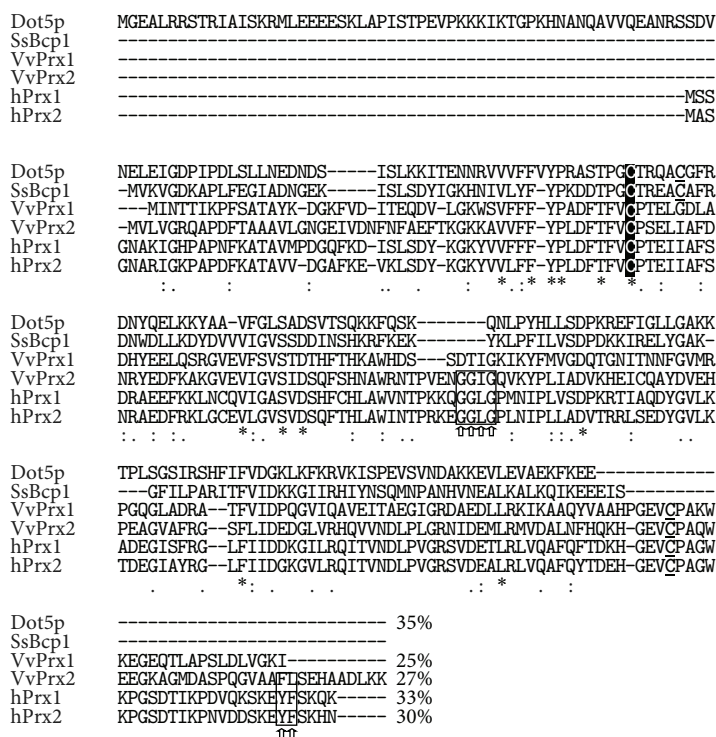 Dot5p MGEALRRSTRIAISKRMLEEEESKLAPISTPEVPKKKIKTGPKHNANQAVVQEANRSSDV
SsBcp1 ------------------------------------------------------------
VvPrx1 ------------------------------------------------------------
VvPrx2 ------------------------------------------------------------
hPrx1 ---------------------------------------------------------MSS
hPrx2 ---------------------------------------------------------MAS
Dot5p NELEIGDPIPDLSLLNEDNDS-----ISLKKITENNRVVVFFVYPRASTPGCTRQACGFR
SsBcp1 -MVKVGDKAPLFEGIADNGEK-----ISLSDYIGKHNIVLYF-YPKDDTPGCTREACAFR
VvPrx1 ---MINTTIKPFSATAYK-DGKFVD-ITEQDV-LGKWSVFFF-YPADFTFVCPTELGDLA
VvPrx2 -MVLVGRQAPDFTAAAVLGNGEIVDNFNFAEFTKGKKAVVFF-YPLDFTFVCPSELIAFD
hPrx1 GNAKIGHPAPNFKATAVMPDGQFKD-ISLSDY-KGKYVVFFF-YPLDFTFVCPTEIIAFS
hPrx2 GNARIGKPAPDFKATAVV-DGAFKE-VKLSDY-KGKYVVLFF-YPLDFTFVCPTEIIAFS
:. : : .. . : *.:* ** * *. : :
Dot5p DNYQELKKYAA-VFGLSADSVTSQKKFQSK-------QNLPYHLLSDPKREFIGLLGAKK
SsBcp1 DNWDLLKDYDVVVIGVSSDDINSHKRFKEK-------YKLPFILVSDPDKKIRELYGAK-
VvPrx1 DHYEELQSRGVEVFSVSTDTHFTHKAWHDS---SDTIGKIKYFMVGDQTGNITNNFGVMR
VvPrx2 NRYEDFKAKGVEVIGVSIDSQFSHNAWRNTPVENGGIGQVKYPLIADVKHEICQAYDVEH
hPrx1 DRAEEFKKLNCQVIGASVDSHFCHLAWVNTPKKQGGLGPMNIPLVSDPKRTIAQDYGVLK
hPrx2 NRAEDFRKLGCEVLGVSVDSQFTHLAWINTPRKEGGLGPLNIPLLADVTRRLSEDYGVLK
:. : :. *. * * : : .. : ::.* : ..
Dot5p TPLSGSIRSHFIFVDGKLKFKRVKISPEVSVNDAKKEVLEVAEKFKEE------------
SsBcp1 ---GFILPARITFVIDKKGIIRHIYNSQMNPANHVNEALKALKQIKEEEIS---------
VvPrx1 PGQGLADRA--TFVIDPQGVIQAVEITAEGIGRDAEDLLRKIKAAQYVAAHPGEVCPAKW
VvPrx2 PEAGVAFRG--SFLIDEDGLVRHQVVNDLPLGRNIDEMLRMVDALNFHQKH-GEVCPAQW
hPrx1 ADEGISFRG--LFIIDDKGILRQITVNDLPVGRSVDETLRLVQAFQFTDKH-GEVCPAGW
hPrx2 TDEGIAYRG--LFIIDGKGVLRQITVNDLPVGRSVDEALRLVQAFQYTDEH-GEVCPAGW
. . *: . . .: * . :
Dot5p --------------------------- 35%
SsBcp1 ---------------------------
VvPrx1 KEGEQTLAPSLDLVGKI---------- 25%
VvPrx2 EEGKAGMDASPQGVAAFLSEHAADLKK 27%
hPrx1 KPGSDTIKPDVQKSKEYFSKQK----- 33%
hPrx2 KPGSDTIKPNVDDSKEYFSKHN----- 30%